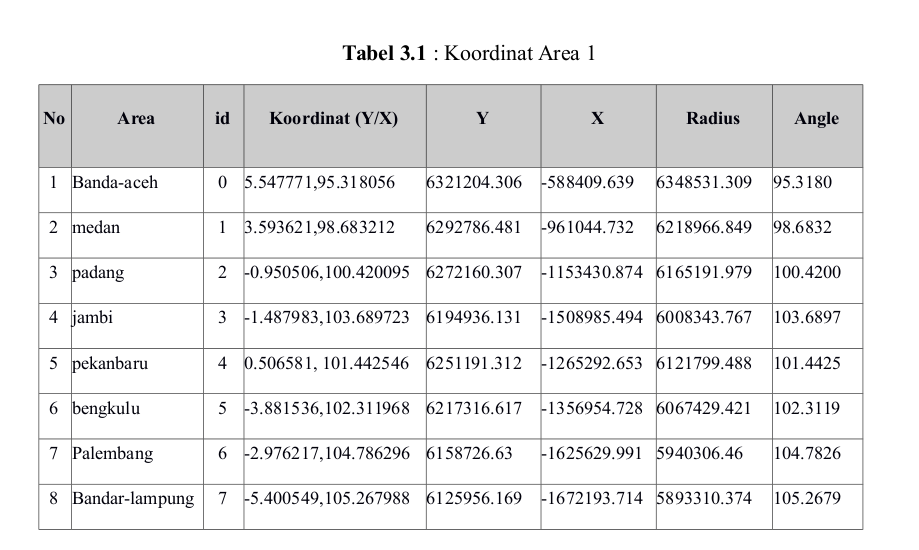 Tabel 3.1 : Koordinat Area 1
No Area id Koordinat (Y/X) Y X Radius Angle
1 Banda-aceh 0 5.547771,95.318056 6321204.306 -588409.639 6348531.309 95.3180
2 medan 1 3.593621,98.683212 6292786.481 -961044.732 6218966.849 98.6832
3 padang 2 -0.950506,100.420095 6272160.307 -1153430.874 6165191.979 100.4200
4 jambi 3 -1.487983,103.689723 6194936.131 -1508985.494 6008343.767 103.6897
5 pekanbaru 4 0.506581, 101.442546 6251191.312 -1265292.653 6121799.488 101.4425
6 bengkulu 5 -3.881536,102.311968 6217316.617 -1356954.728 6067429.421 102.3119
7 Palembang 6 -2.976217,104.786296 6158726.63 -1625629.991 5940306.46 104.7826
8 Bandar-lampung 7 -5.400549,105.267988 6125956.169 -1672193.714 5893310.374 105.2679